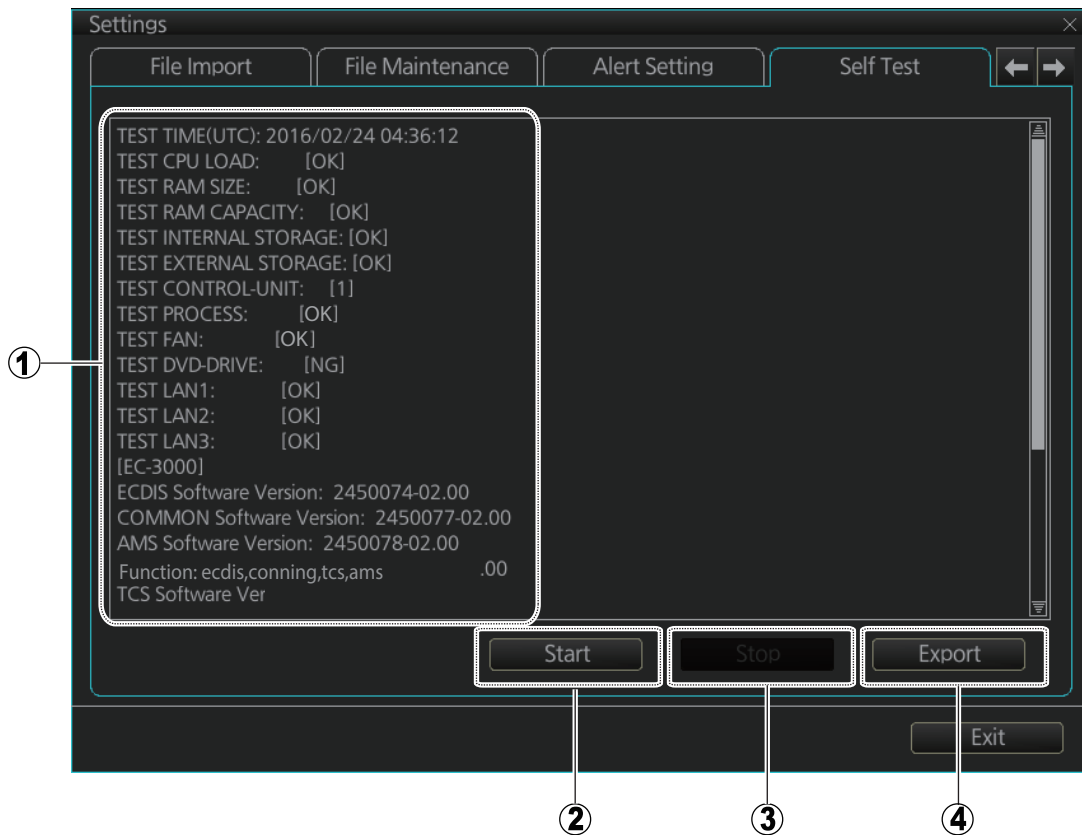 Settings
File Import File Maintenance Alert Setting Self Test
TEST TIME(UTC): 2016/02/24 04:36:12
TEST CPU LOAD: [OK]
TEST RAM SIZE: [OK]
TEST RAM CAPACITY: [OK]
TEST INTERNAL STORAGE: [OK]
TEST EXTERNAL STORAGE: [OK]
TEST CONTROL-UNIT: [1]
TEST PROCESS: [OK]
TEST FAN: [OK]
TEST DVD-DRIVE: [NG]
TEST LAN1: [OK]
TEST LAN2: [OK]
TEST LAN3: [OK]
[EC-3000]
ECDIS Software Version: 2450074-02.00
COMMON Software Version: 2450077-02.00
AMS Software Version: 2450078-02.00
Function: ecdis,conning,tcs,ams .00
TCS Software Ver
Start Stop Export
Exit
1
2 3 4